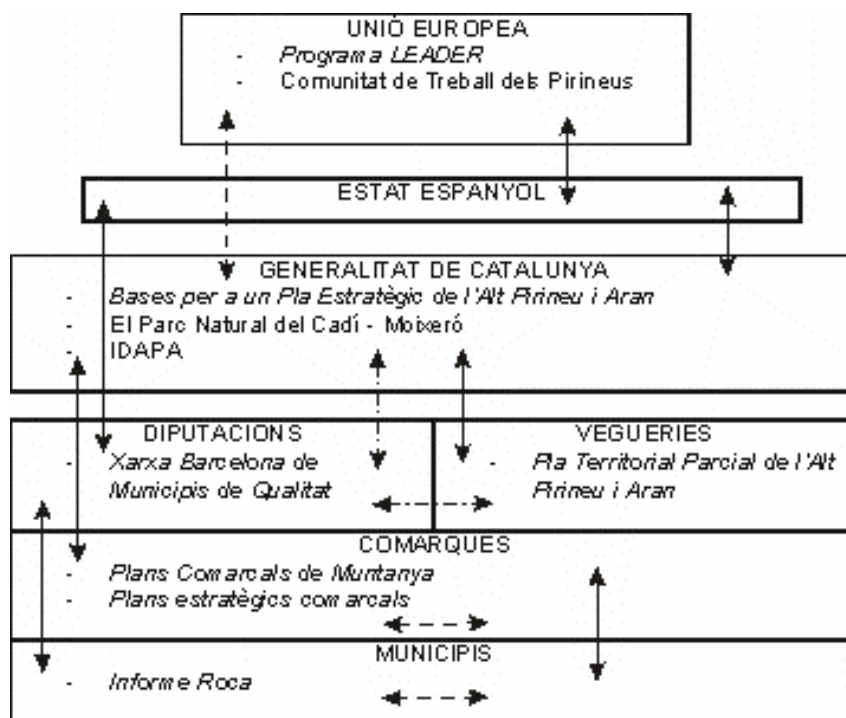 UNIÓ EUROPEA
- Programa LEADER
- Comunitat de Treball dels Pirineus
ESTAT ESPANYOL
GENERALITAT DE CATALUNYA
- Bases per a un Pla Estratègic de l'Alt Pirineu i Aran
- El Parc Natural del Cadí - Moixeró
- IDAPA
DIPUTACIONS
- Xarxa Barcelona de
Municipis de Qualitat
VEGUERIES
- Pla Territorial Parcial de l'Alt
Pirineu i Aran
COMARQUES
- Plans Comarcals de Muntanya
- Plans estratègics comarcals
MUNICIPIS
- Informe Roca